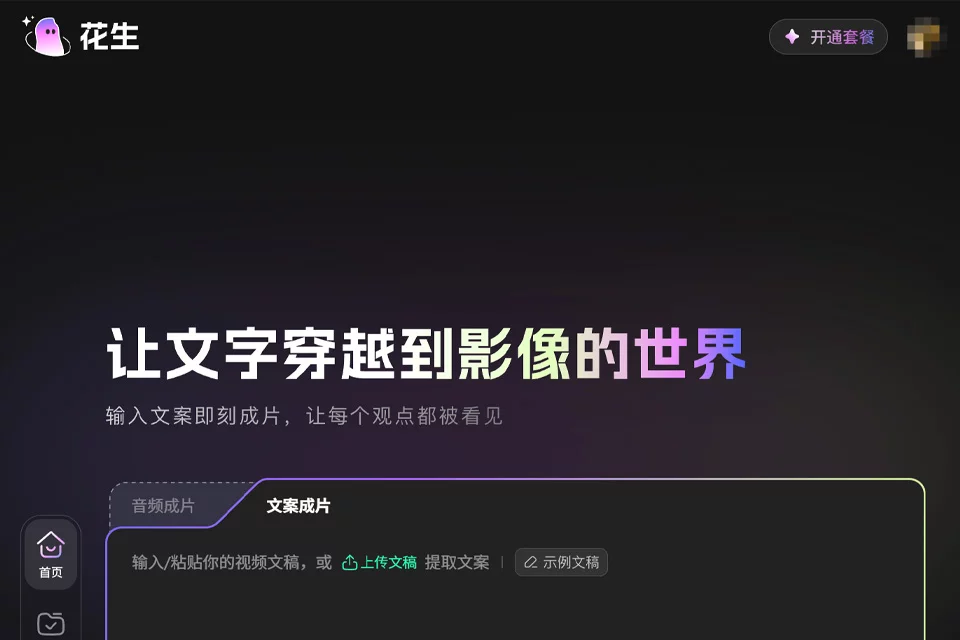 花生
开通套餐
让文字穿越到影像的世界
输入文案即刻成片，让每个观点都被看见
音频成片
文案成片
输入/粘贴你的视频文稿，或 上传文稿 提取文案 | 示例文稿
首页